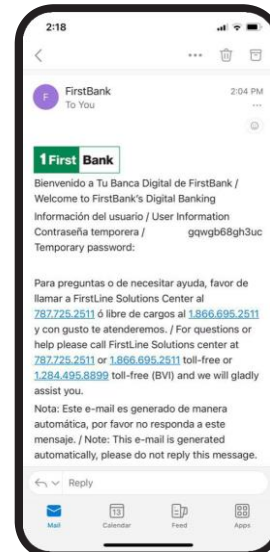 2:18
FirstBank
2:04 PM
F
To You
1 First Bank
Bienvenido a Tu Banca Digital de FirstBank /
Welcome to FirstBank's Digital Banking
Información del usuario / User Information
Contraseña temporera / gqwgb68gh3uc
Temporary password:
Para preguntas o de necesitar ayuda, favor de
llamar a FirstLine Solutions Center al
787.725.2511 ó libre de cargos al 1.866.695.2511
y con gusto te atenderemos. / For questions or
help please call FirstLine Solutions center at
787.725.2511 or 1.866.695.2511 toll-free or
1.284.495.8899 toll-free (BVI) and we will gladly
assist you.
Nota: Este e-mail es generado de manera
automática, por favor no responda a este
mensaje. / Note: This e-mail is generated
automatically, please do not reply this message.
Reply
13
Mail Calendar Feed Apps